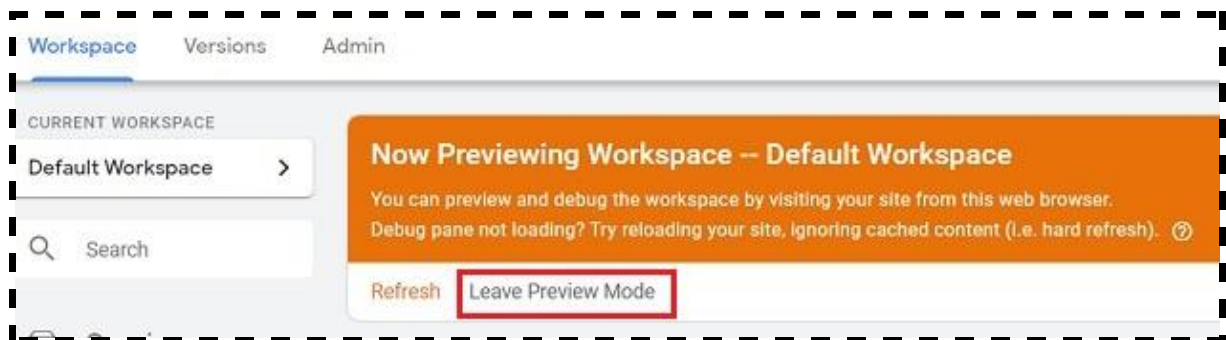 Workspace Versions Admin
CURRENT WORKSPACE
Default Workspace
Search
Now Previewing Workspace -- Default Workspace
You can preview and debug the workspace by visiting your site from this web browser.
Debug pane not loading? Try reloading your site, ignoring cached content (i.e. hard refresh).
Refresh Leave Preview Mode